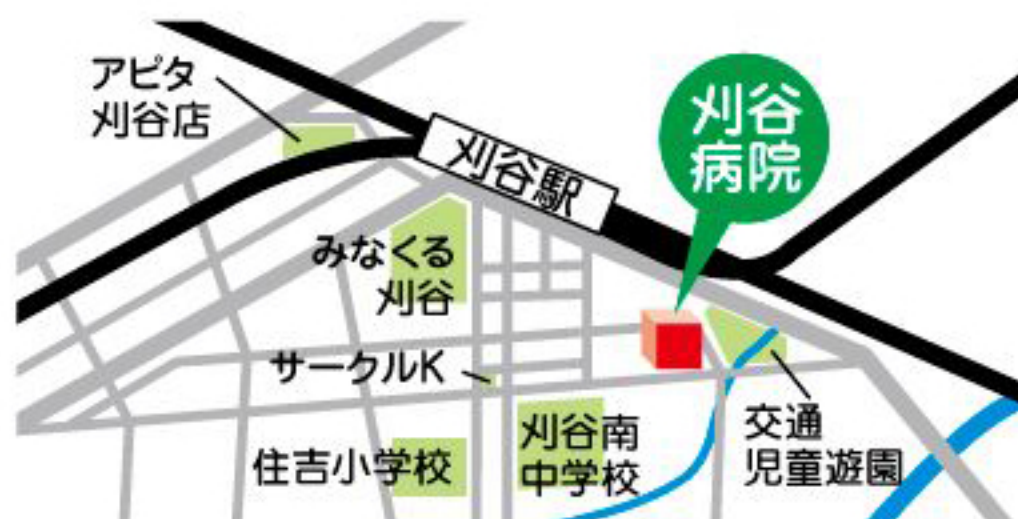 アピタ
刈谷店
刈谷駅
刈谷
病院
みなくる
刈谷
サークルK
住吉小学校
刈谷南
中学校
交通
児童遊園